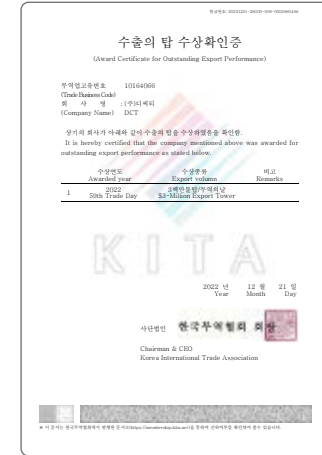 수출의 탑 수상확인증
(Award Certificate for Outstanding Export Performance)
무역업고유번호 10164066
(Trade Business Code)
회 사 명 : (주)디씨티
(Company Name) DCT
상기의 회사가 아래와 같이 수출의 탑을 수상하였음을 확인함.
It is hereby certified that the company mentioned above was awarded for
outstanding export performance as stated below.
수상연도 수상종류 비고
Awarded year Export volumn Remarks
1 2022 3백만불탑/무역의날
59th Trade Day $3-Million Export Tower
KITA
2022 년 12 월 21 일
Year Month Day
사단법인 한국무역협회 회장
Chairman & CEO
Korea International Trade Association